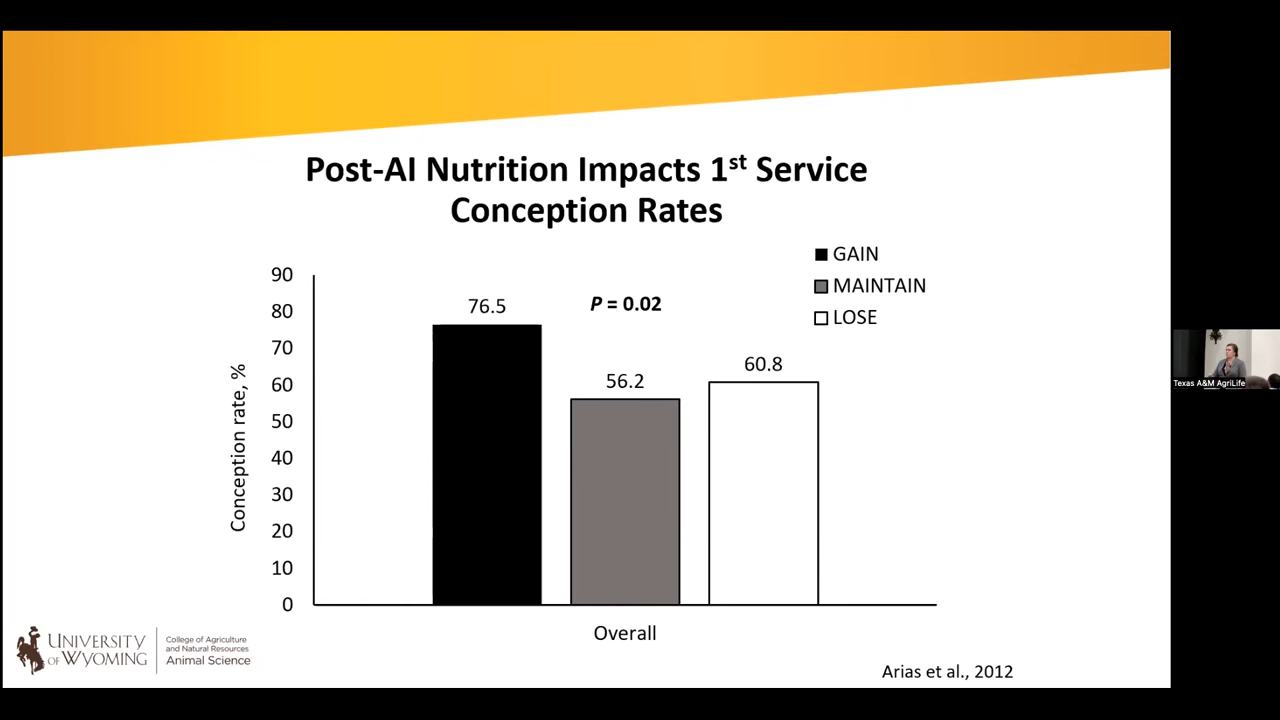 Post-AI Nutrition Impacts 1st Service
Conception Rates
GAIN
MAINTAIN
LOSE
90
80
70
60
50
40
30
20
10
0
Conception rate, %
76.5
P = 0.02
56.2
60.8
Overall
Texas A&M AgriLife
UNIVERSITY
OF WYOMING
College of Agriculture
and Natural Resources
Animal Science
Arias et al., 2012